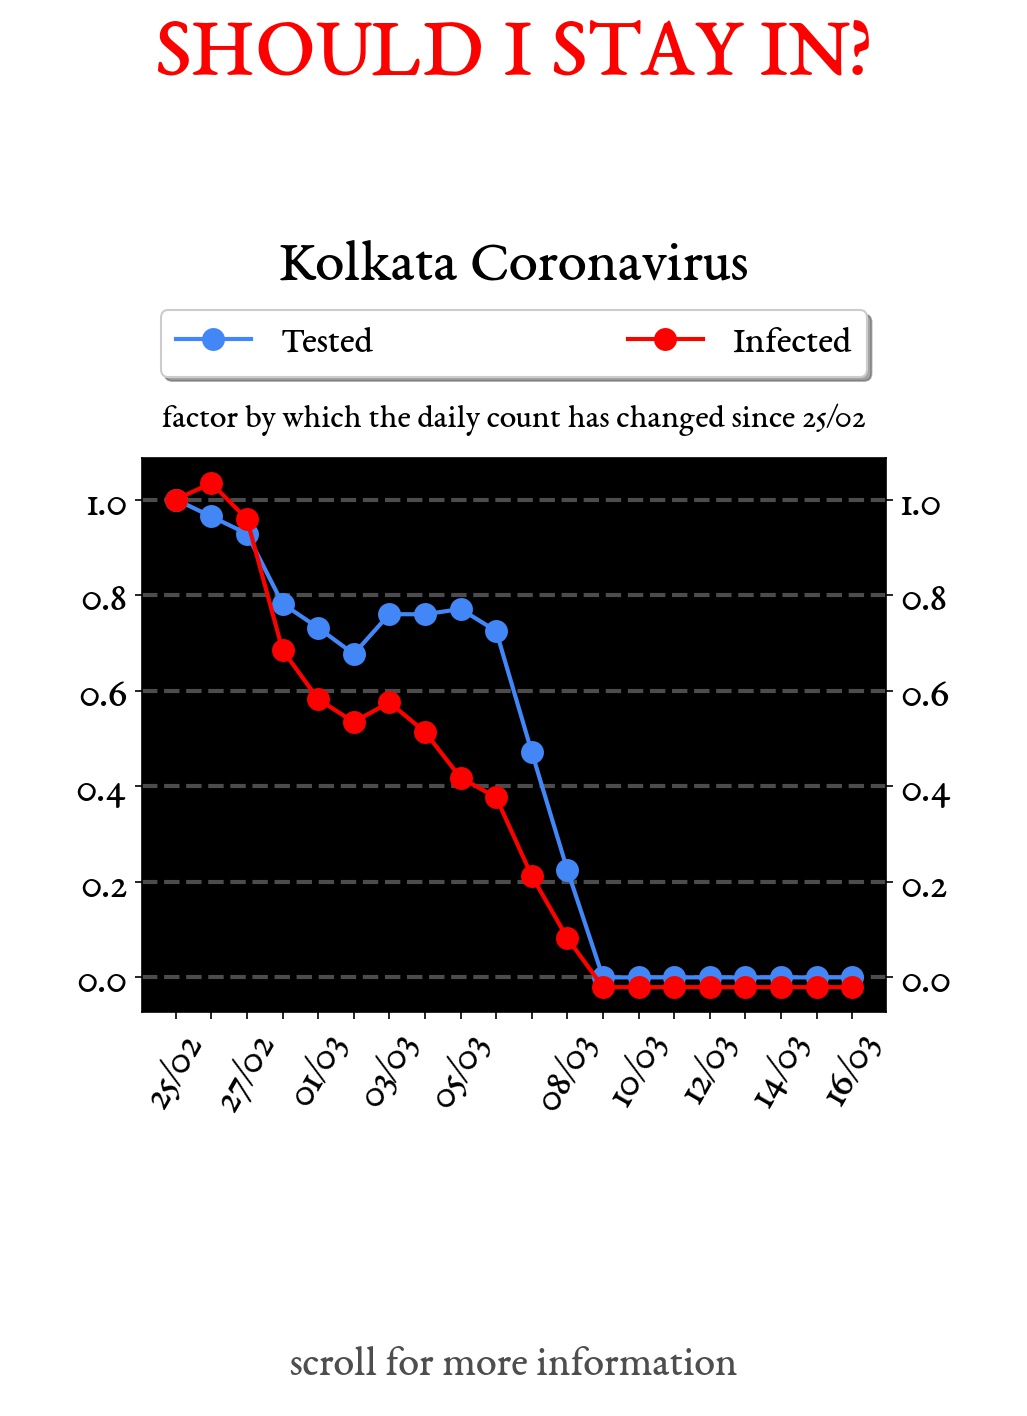 SHOULD I STAY IN?
Kolkata Coronavirus
Tested Infected
factor by which the daily count has changed since 25/02
1.0 1.0
0.8 0.8
0.6 0.6
0.4 0.4
0.2 0.2
0.0 0.0
25/02 27/02 01/03 03/03 05/03 08/03 10/03 12/03 14/03 16/03
scroll for more information